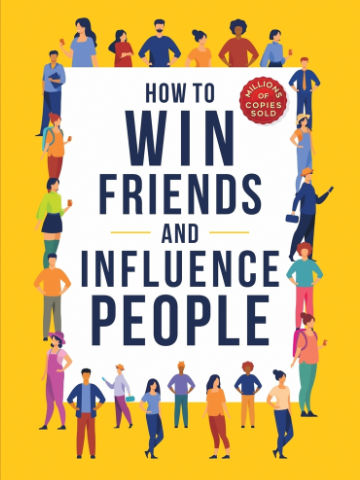 HOW TO
WIN
FRIENDS
AND
INFLUENCE
PEOPLE
MILLIONS
OF
COPIES
SOLD